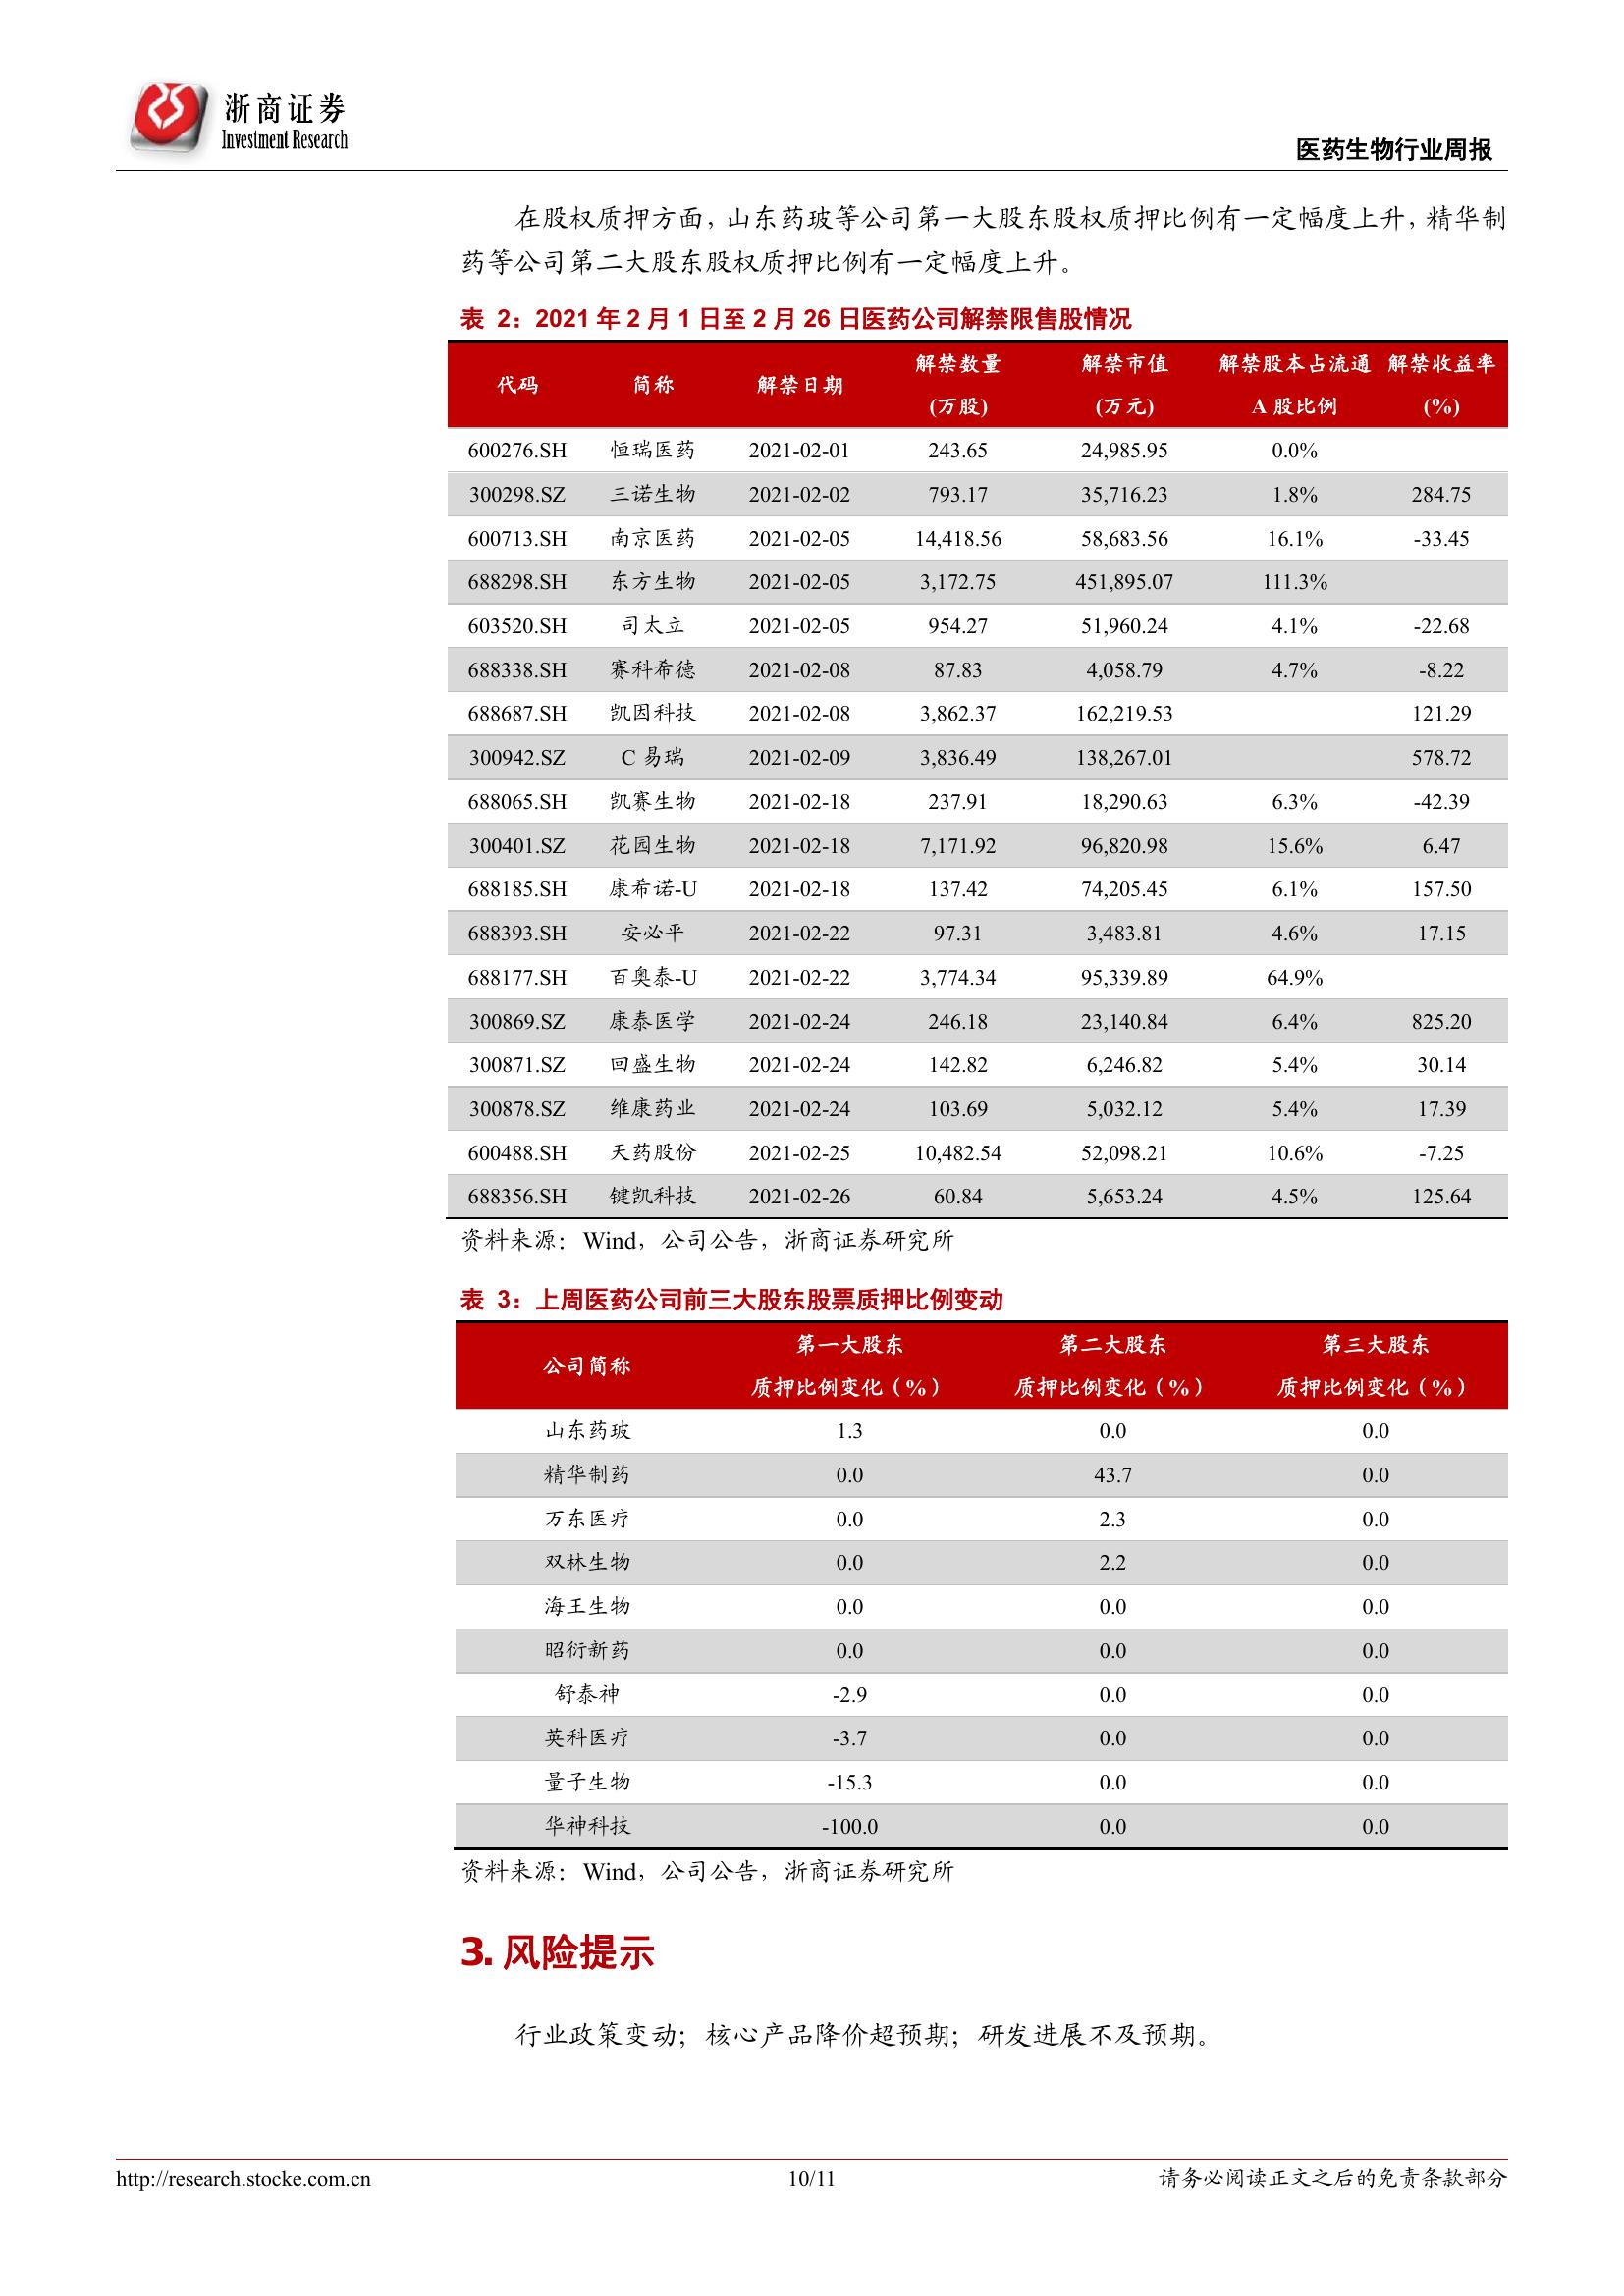 浙商证券
Investment Research
医药生物行业周报
在股权质押方面，山东药玻等公司第一大股东股权质押比例有一定幅度上升，精华制
药等公司第二大股东股权质押比例有一定幅度上升。
表 2：2021 年 2 月 1 日至 2 月 26 日医药公司解禁限售股情况
代码 简称 解禁日期 解禁数量 (万股) 解禁市值 (万元) 解禁股本占流通 A 股比例 解禁收益率 (%)
600276.SH 恒瑞医药 2021-02-01 243.65 24,985.95 0.0%
300298.SZ 三诺生物 2021-02-02 793.17 35,716.23 1.8% 284.75
600713.SH 南京医药 2021-02-05 14,418.56 58,683.56 16.1% -33.45
688298.SH 东方生物 2021-02-05 3,172.75 451,895.07 111.3%
603520.SH 司太立 2021-02-05 954.27 51,960.24 4.1% -22.68
688338.SH 赛科希德 2021-02-08 87.83 4,058.79 4.7% -8.22
688687.SH 凯因科技 2021-02-08 3,862.37 162,219.53 121.29
300942.SZ C 易瑞 2021-02-09 3,836.49 138,267.01 578.72
688065.SH 凯赛生物 2021-02-18 237.91 18,290.63 6.3% -42.39
300401.SZ 花园生物 2021-02-18 7,171.92 96,820.98 15.6% 6.47
688185.SH 康希诺-U 2021-02-18 137.42 74,205.45 6.1% 157.50
688393.SH 安必平 2021-02-22 97.31 3,483.81 4.6% 17.15
688177.SH 百奥泰-U 2021-02-22 3,774.34 95,339.89 64.9%
300869.SZ 康泰医学 2021-02-24 246.18 23,140.84 6.4% 825.20
300871.SZ 回盛生物 2021-02-24 142.82 6,246.82 5.4% 30.14
300878.SZ 维康药业 2021-02-24 103.69 5,032.12 5.4% 17.39
600488.SH 天药股份 2021-02-25 10,482.54 52,098.21 10.6% -7.25
688356.SH 键凯科技 2021-02-26 60.84 5,653.24 4.5% 125.64
资料来源：Wind，公司公告，浙商证券研究所
表 3：上周医药公司前三大股东股票质押比例变动
公司简称 第一大股东 质押比例变化（%） 第二大股东 质押比例变化（%） 第三大股东 质押比例变化（%）
山东药玻 1.3 0.0 0.0
精华制药 0.0 43.7 0.0
万东医疗 0.0 2.3 0.0
双林生物 0.0 2.2 0.0
海王生物 0.0 0.0 0.0
昭衍新药 0.0 0.0 0.0
舒泰神 -2.9 0.0 0.0
英科医疗 -3.7 0.0 0.0
量子生物 -15.3 0.0 0.0
华神科技 -100.0 0.0 0.0
资料来源：Wind，公司公告，浙商证券研究所
3. 风险提示
行业政策变动；核心产品降价超预期；研发进展不及预期。
http://research.stocke.com.cn 10/11 请务必阅读正文之后的免责条款部分